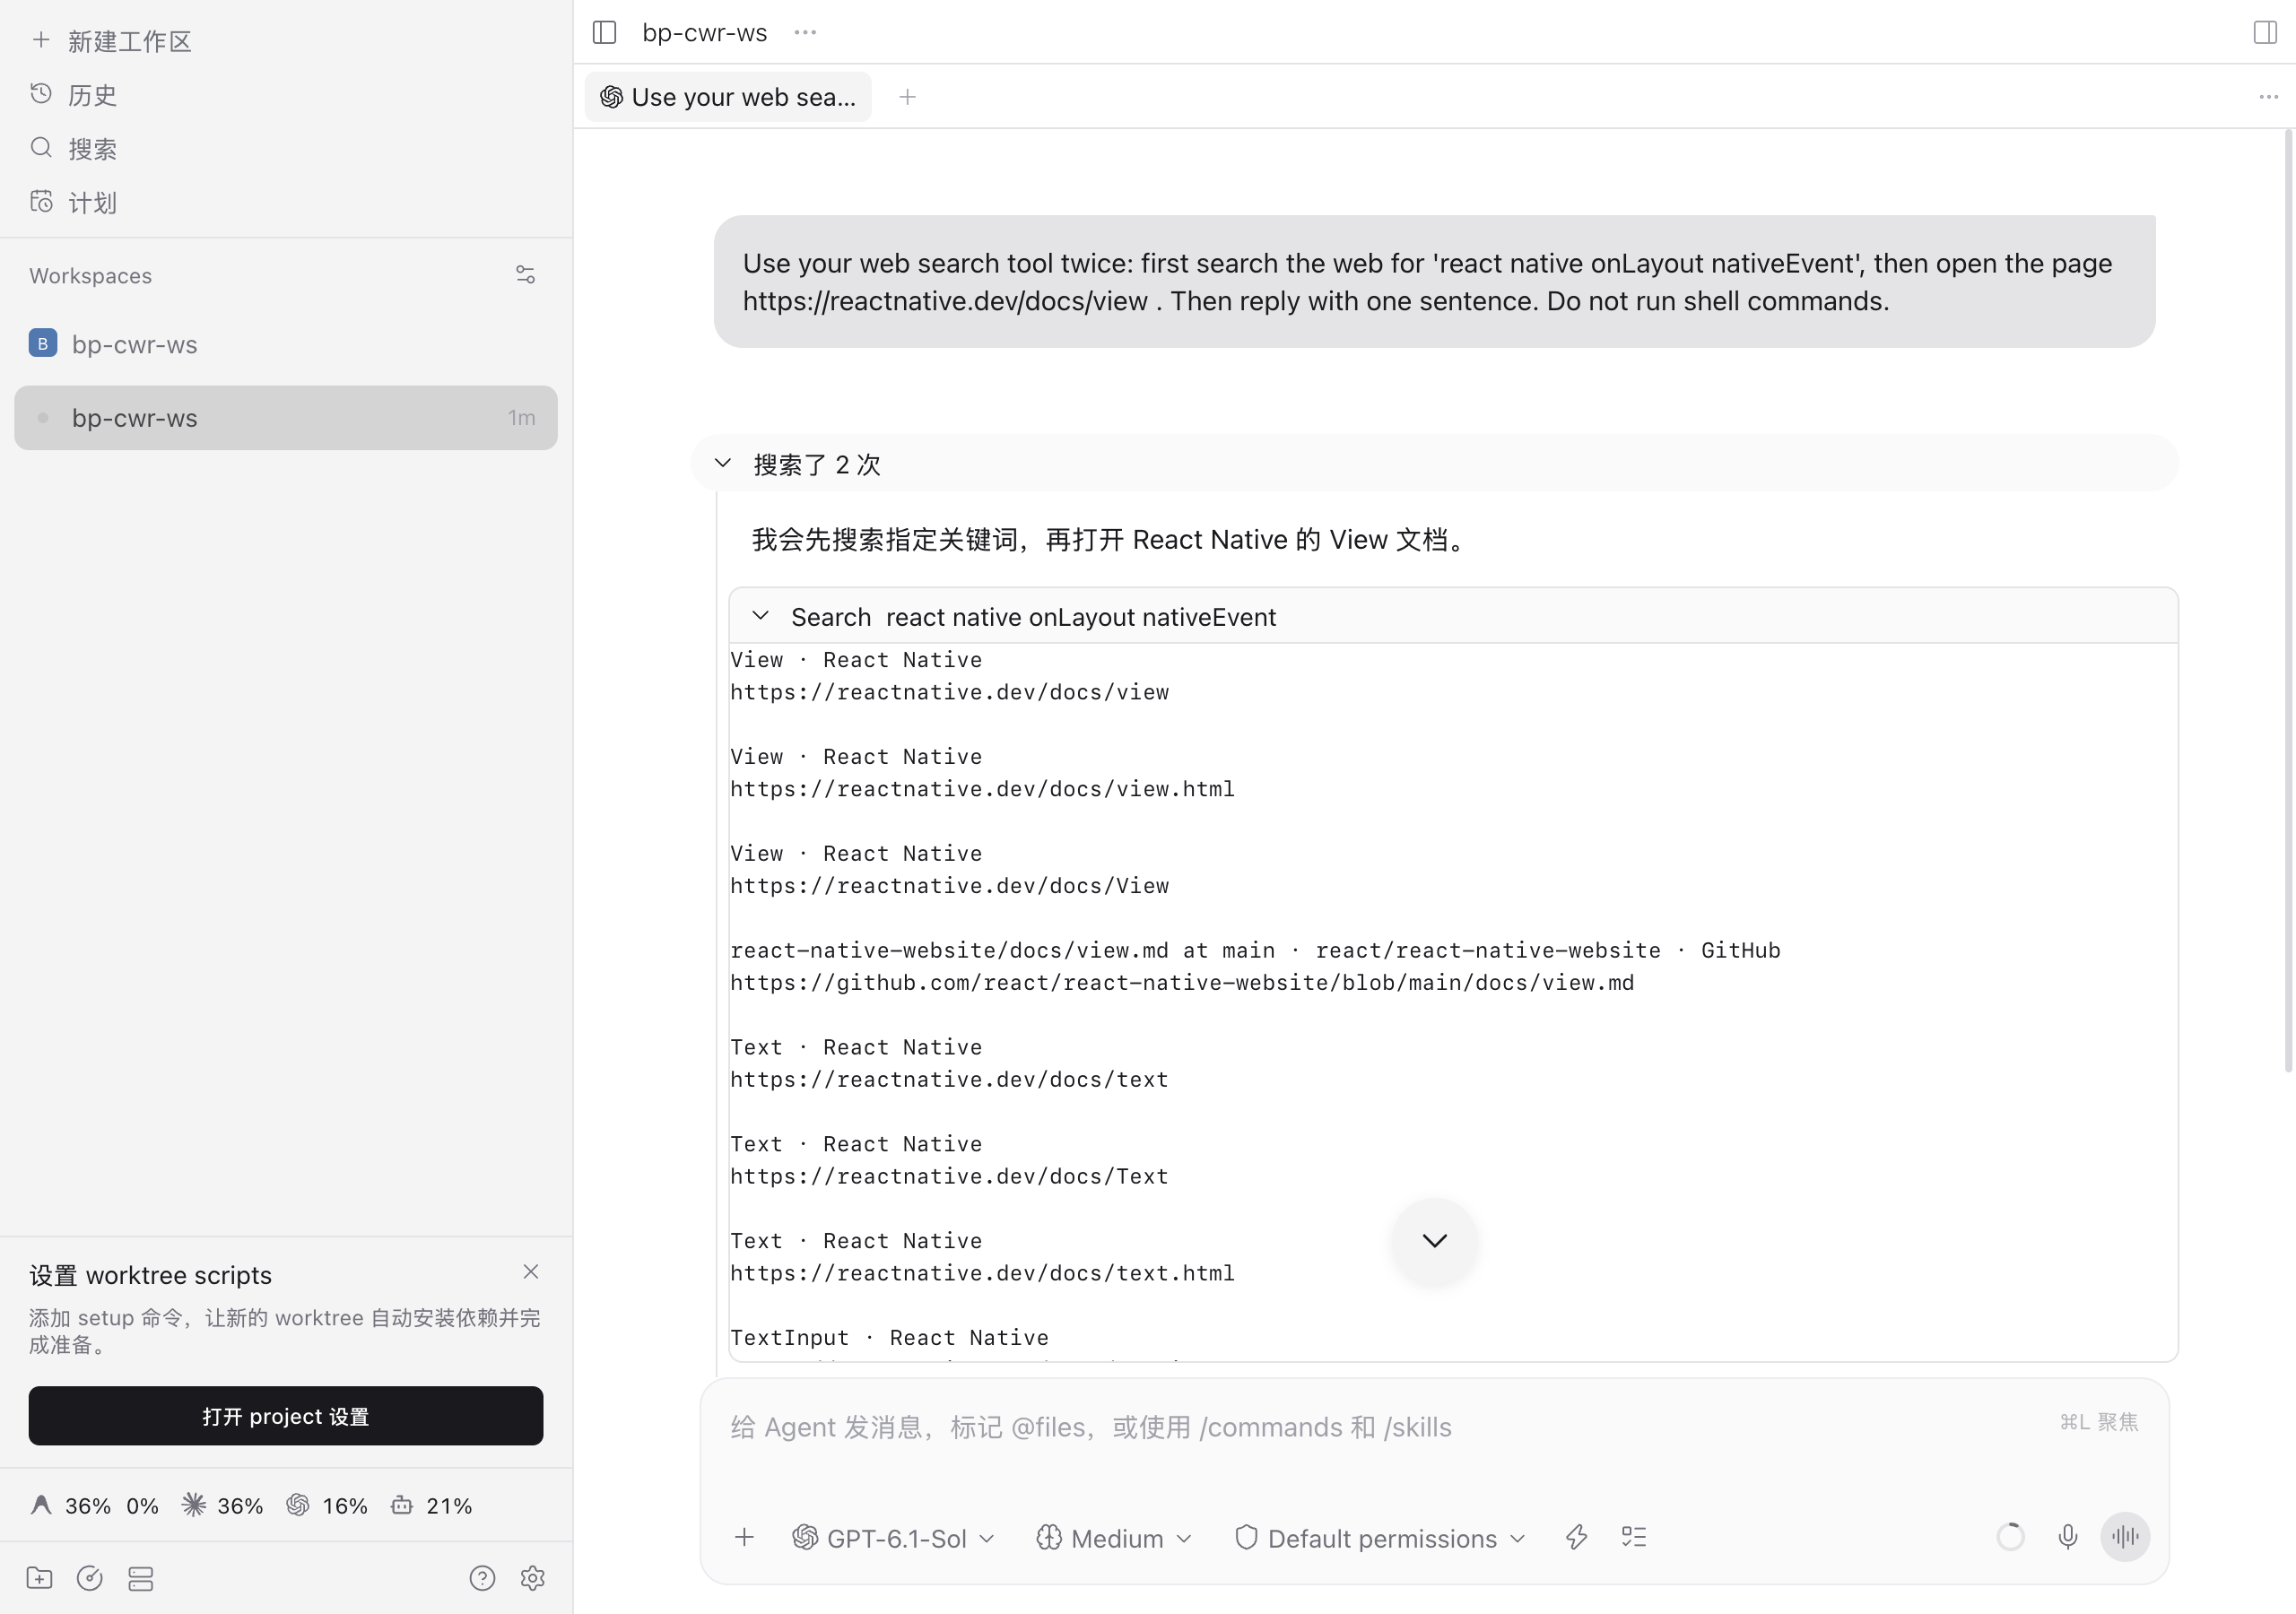 新建工作区
历史
搜索
计划
Workspaces
B bp-cwr-ws
bp-cwr-ws 1m
设置 worktree scripts
添加 setup 命令，让新的 worktree 自动安装依赖并完
成准备。
打开 project 设置
36% 0% 36% 16% 21%
bp-cwr-ws
Use your web sea...
Use your web search tool twice: first search the web for 'react native onLayout nativeEvent', then open the page
https://reactnative.dev/docs/view . Then reply with one sentence. Do not run shell commands.
搜索了 2 次
我会先搜索指定关键词，再打开 React Native 的 View 文档。
Search react native onLayout nativeEvent
View · React Native
https://reactnative.dev/docs/view
View · React Native
https://reactnative.dev/docs/view.html
View · React Native
https://reactnative.dev/docs/View
react-native-website/docs/view.md at main · react/react-native-website · GitHub
https://github.com/react/react-native-website/blob/main/docs/view.md
Text · React Native
https://reactnative.dev/docs/text
Text · React Native
https://reactnative.dev/docs/Text
Text · React Native
https://reactnative.dev/docs/text.html
TextInput · React Native
给 Agent 发消息，标记 @files，或使用 /commands 和 /skills
⌘L 聚焦
GPT-6.1-Sol Medium Default permissions